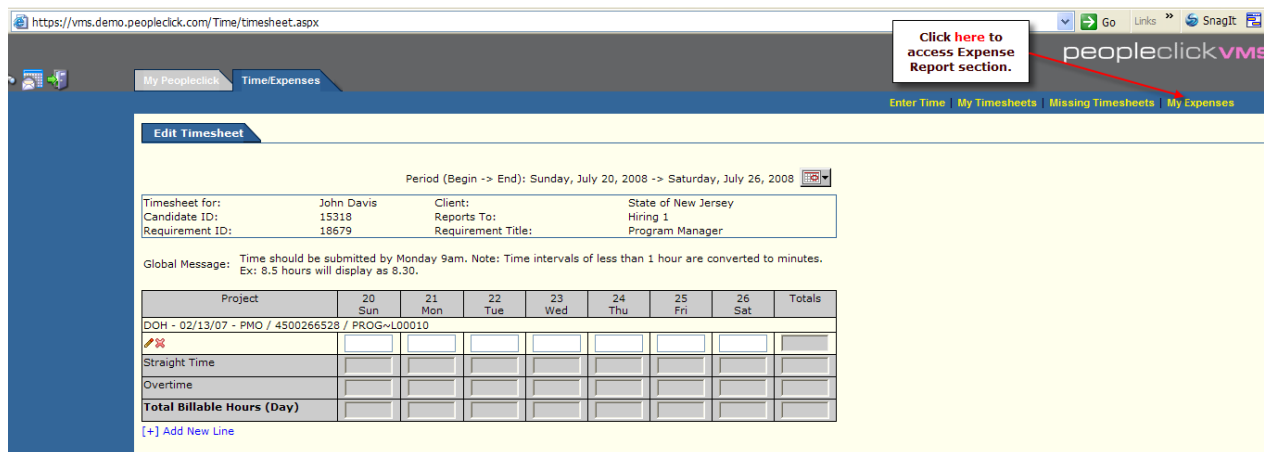 https://vms.demo.peopleclick.com/Time/timesheet.aspx
Go Links » SnagIt
Click here to
access Expense
Report section.
peopleclickVMS
My Peopleclick Time/Expenses
Enter Time | My Timesheets | Missing Timesheets | My Expenses
Edit Timesheet
Period (Begin -> End): Sunday, July 20, 2008 -> Saturday, July 26, 2008
Timesheet for: John Davis Client: State of New Jersey
Candidate ID: 15318 Reports To: Hiring 1
Requirement ID: 18679 Requirement Title: Program Manager
Global Message: Time should be submitted by Monday 9am. Note: Time intervals of less than 1 hour are converted to minutes.
Ex: 8.5 hours will display as 8.30.
Project 20 21 22 23 24 25 26 Totals
Sun Mon Tue Wed Thu Fri Sat
DOH - 02/13/07 - PMO / 4500266528 / PROG~L00010
Straight Time
Overtime
Total Billable Hours (Day)
[+] Add New Line